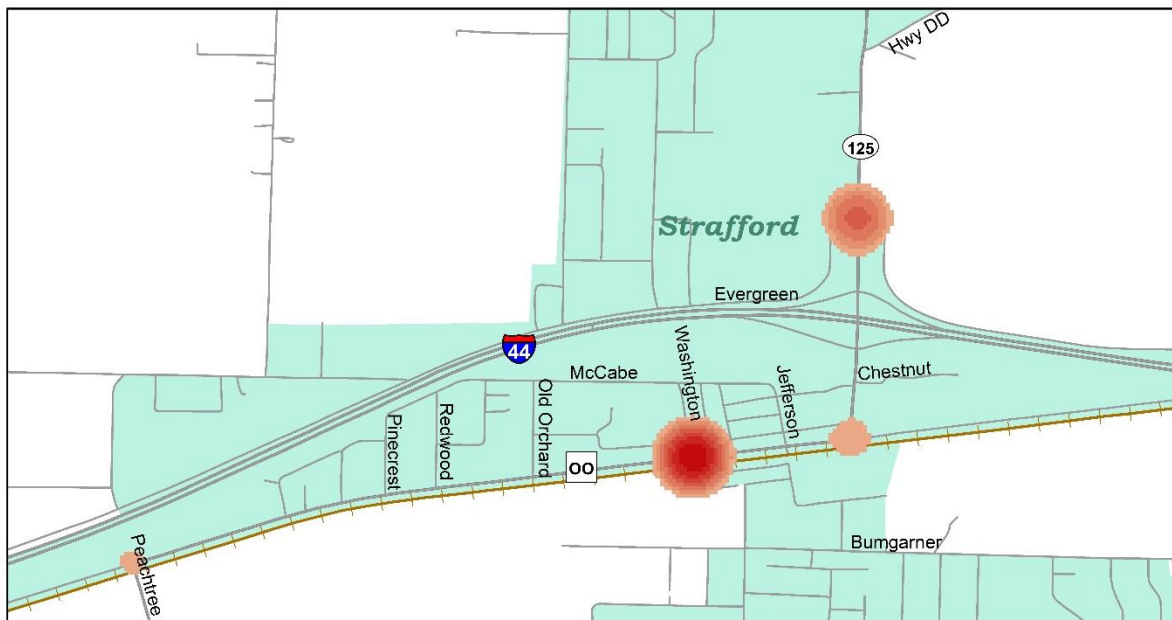 Hwy DD
125
Strafford
Evergreen
44
Washington
McCabe
Jefferson
Chestnut
Old Orchard
Redwood
Pinecrest
OO
Bumgarner
Peachtree